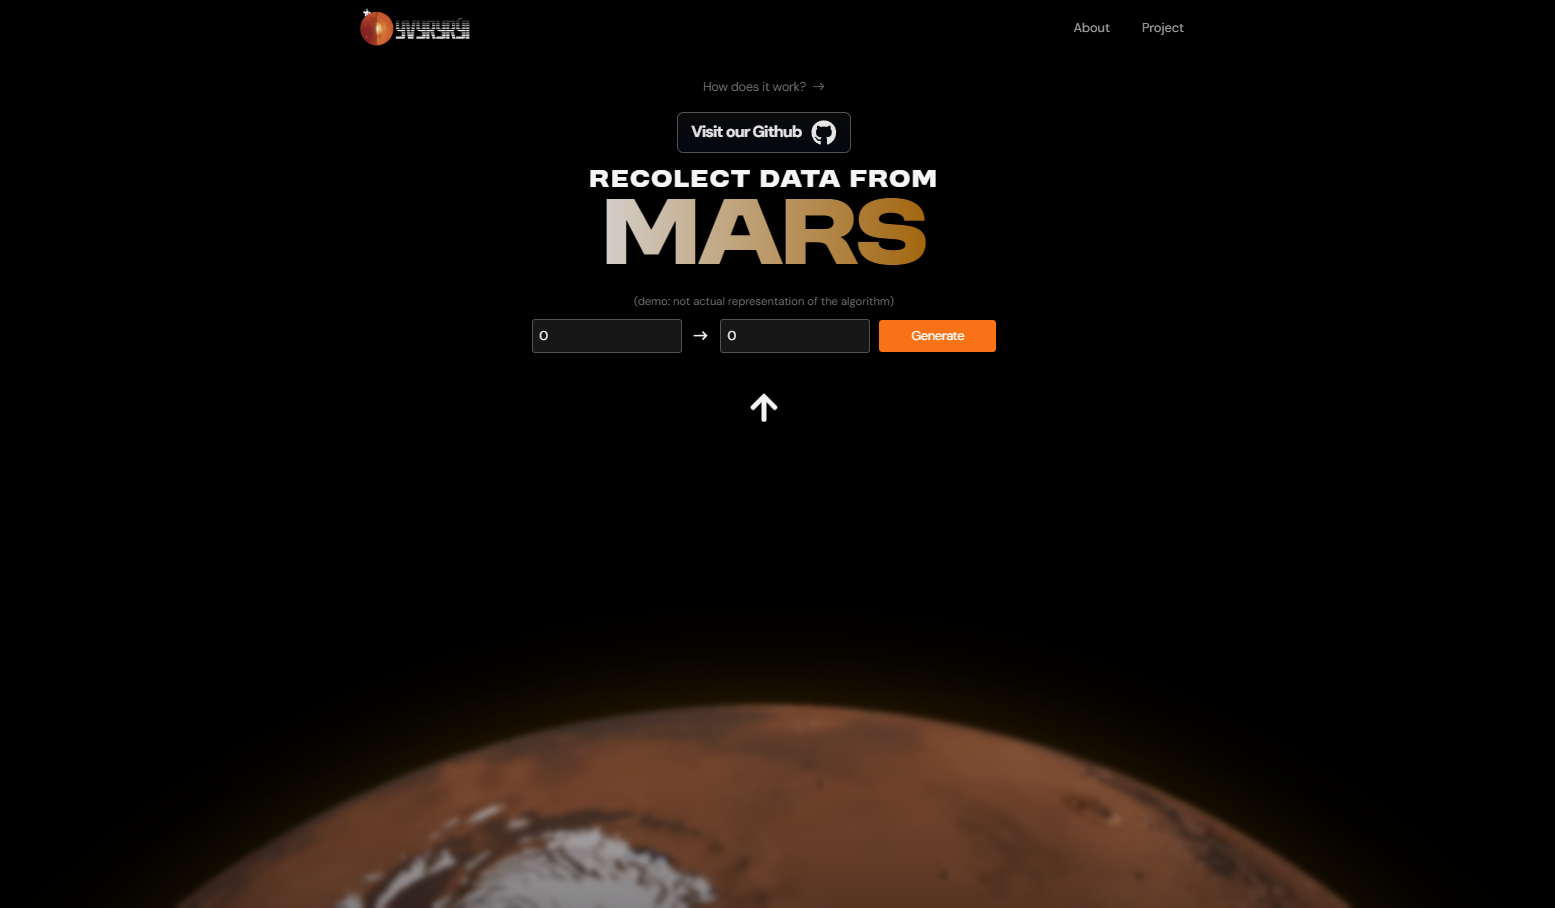 About
Project
How does it work? →
Visit our Github
RECOLECT DATA FROM
MARS
(demo: not actual representation of the algorithm)
0 → 0 Generate